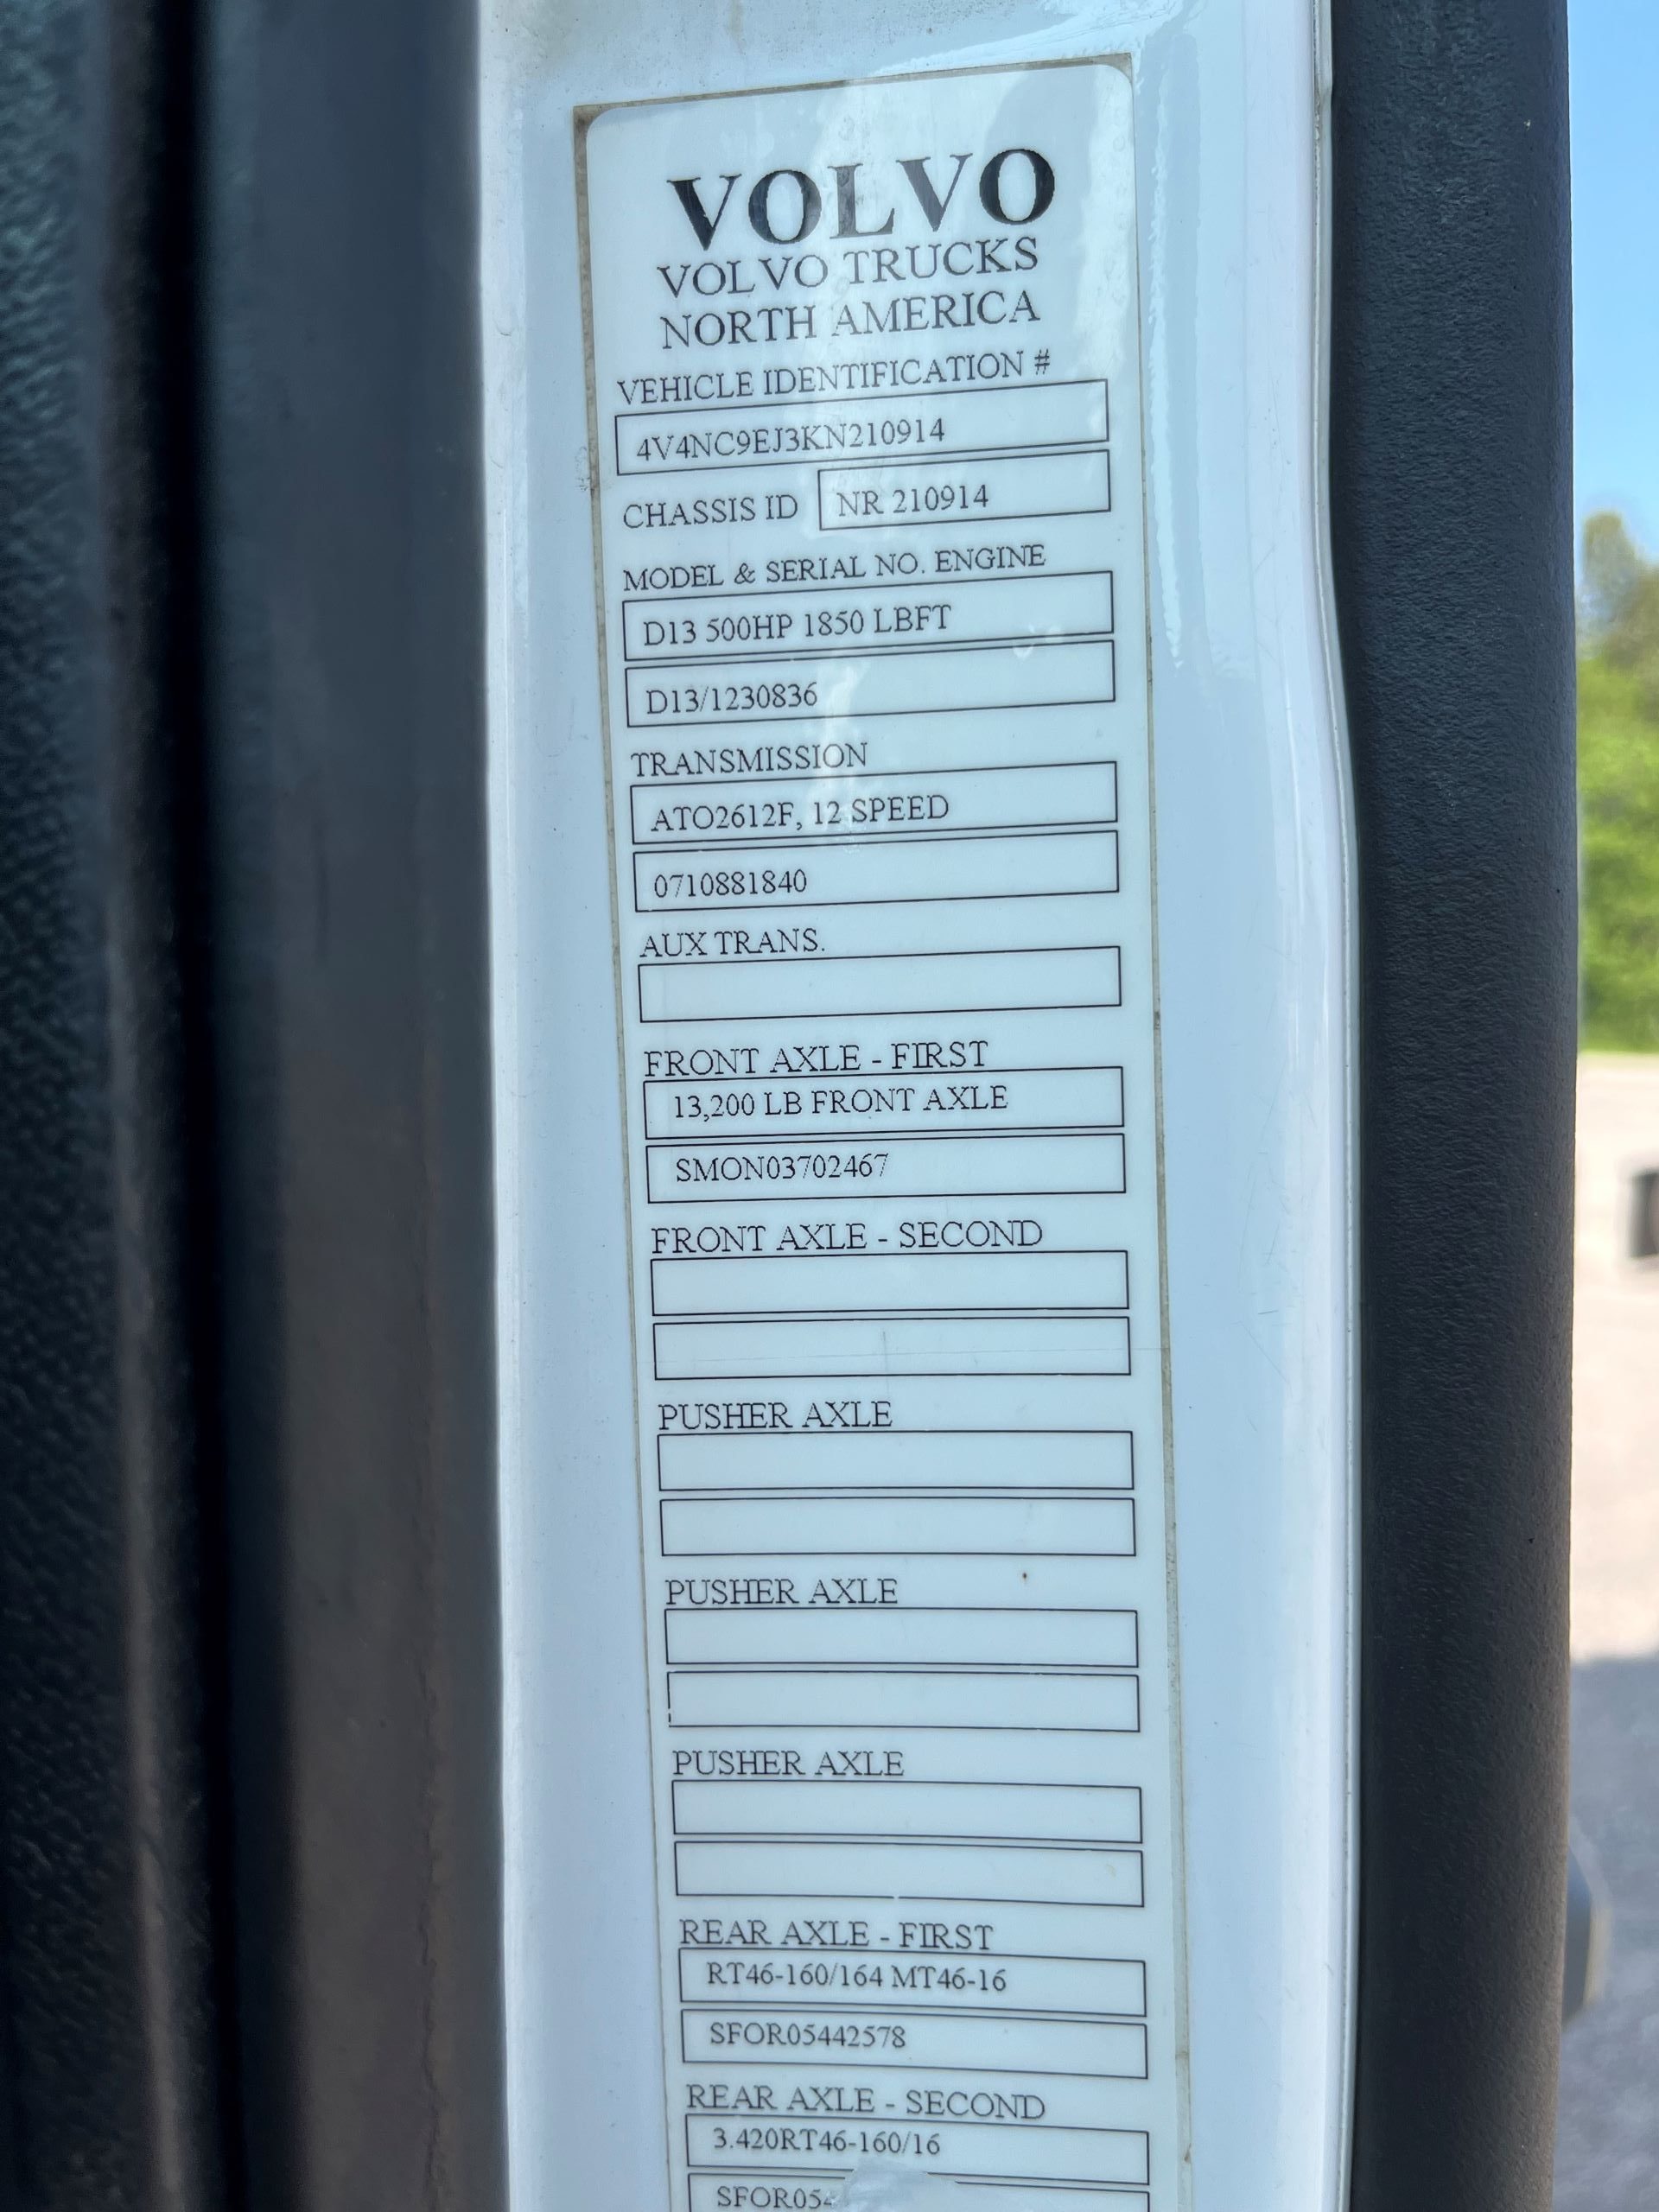 VOLVO
VOLVO TRUCKS
NORTH AMERICA
VEHICLE IDENTIFICATION #
4V4NC9EJ3KN210914
CHASSIS ID NR 210914
MODEL & SERIAL NO. ENGINE
D13 500HP 1850 LBFT
D13/1230836
TRANSMISSION
ATO2612F, 12 SPEED
0710881840
AUX TRANS.
FRONT AXLE - FIRST
13,200 LB FRONT AXLE
SMON03702467
FRONT AXLE - SECOND
PUSHER AXLE
PUSHER AXLE
PUSHER AXLE
REAR AXLE - FIRST
RT46-160/164 MT46-16
SFOR05442578
REAR AXLE - SECOND
3.420RT46-160/16